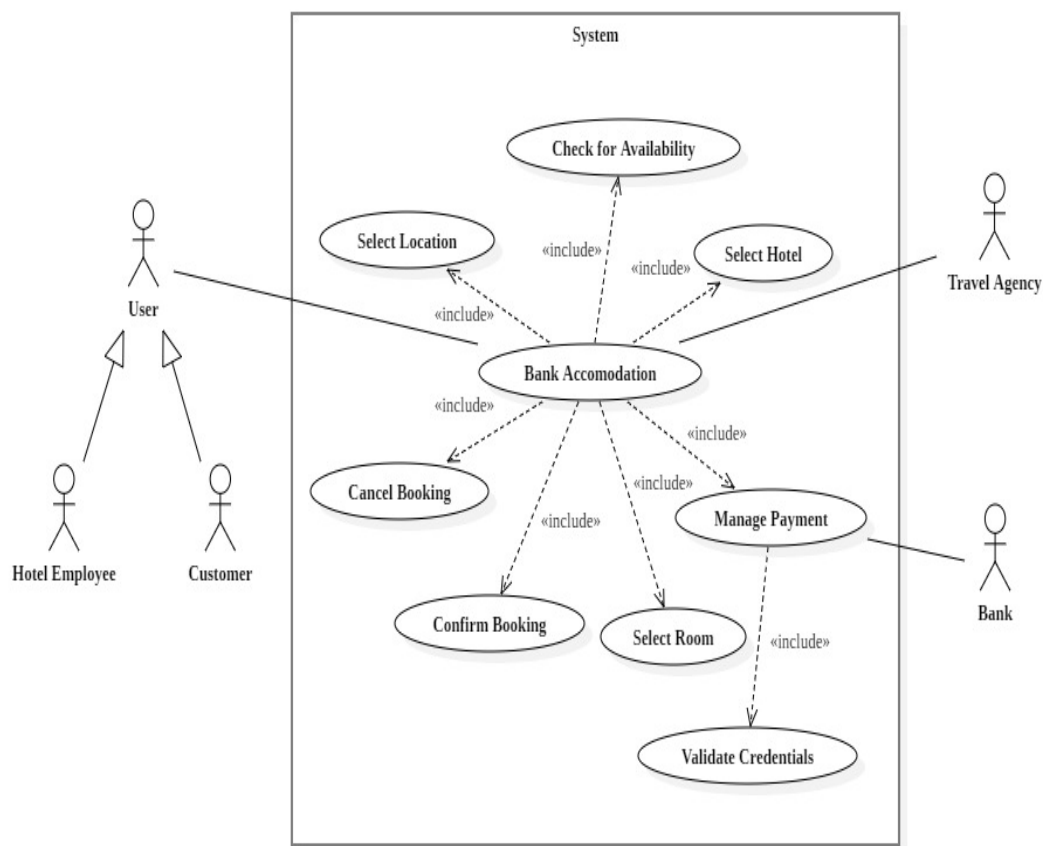 System
Check for Availability
Select Location
«include»
Select Hotel
«include»
Travel Agency
User
«include»
Bank Accomodation
«include»
«include»
Cancel Booking
«include»
Manage Payment
«include»
Hotel Employee
Customer
Bank
Confirm Booking
Select Room
«include»
Validate Credentials